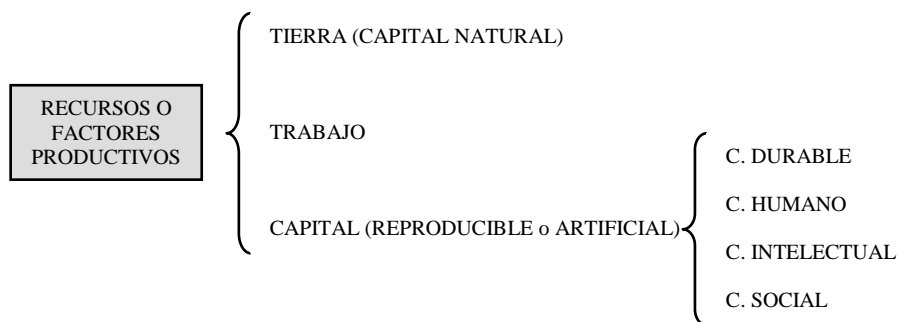 RECURSOS O
FACTORES
PRODUCTIVOS
TIERRA (CAPITAL NATURAL)
TRABAJO
CAPITAL (REPRODUCIBLE o ARTIFICIAL)
C. DURABLE
C. HUMANO
C. INTELECTUAL
C. SOCIAL